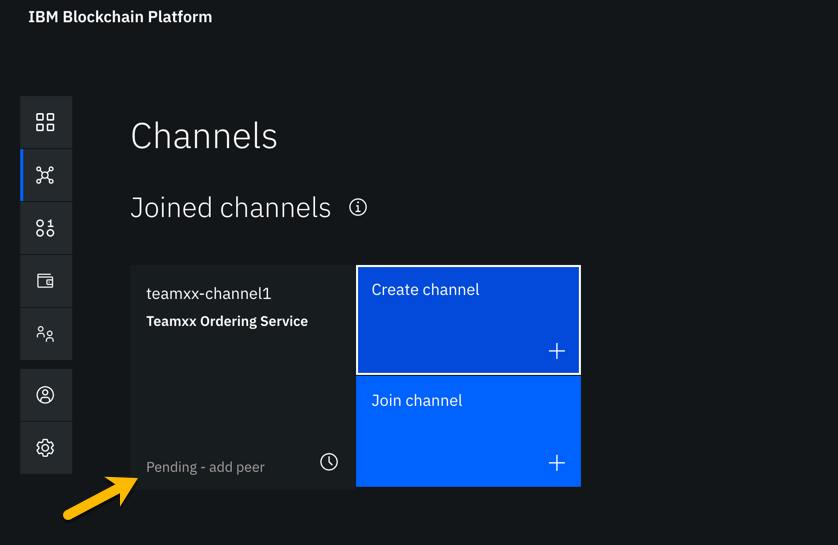 IBM Blockchain Platform
Channels
Joined channels
teamxx-channel1
Teamxx Ordering Service
Pending - add peer
Create channel
Join channel